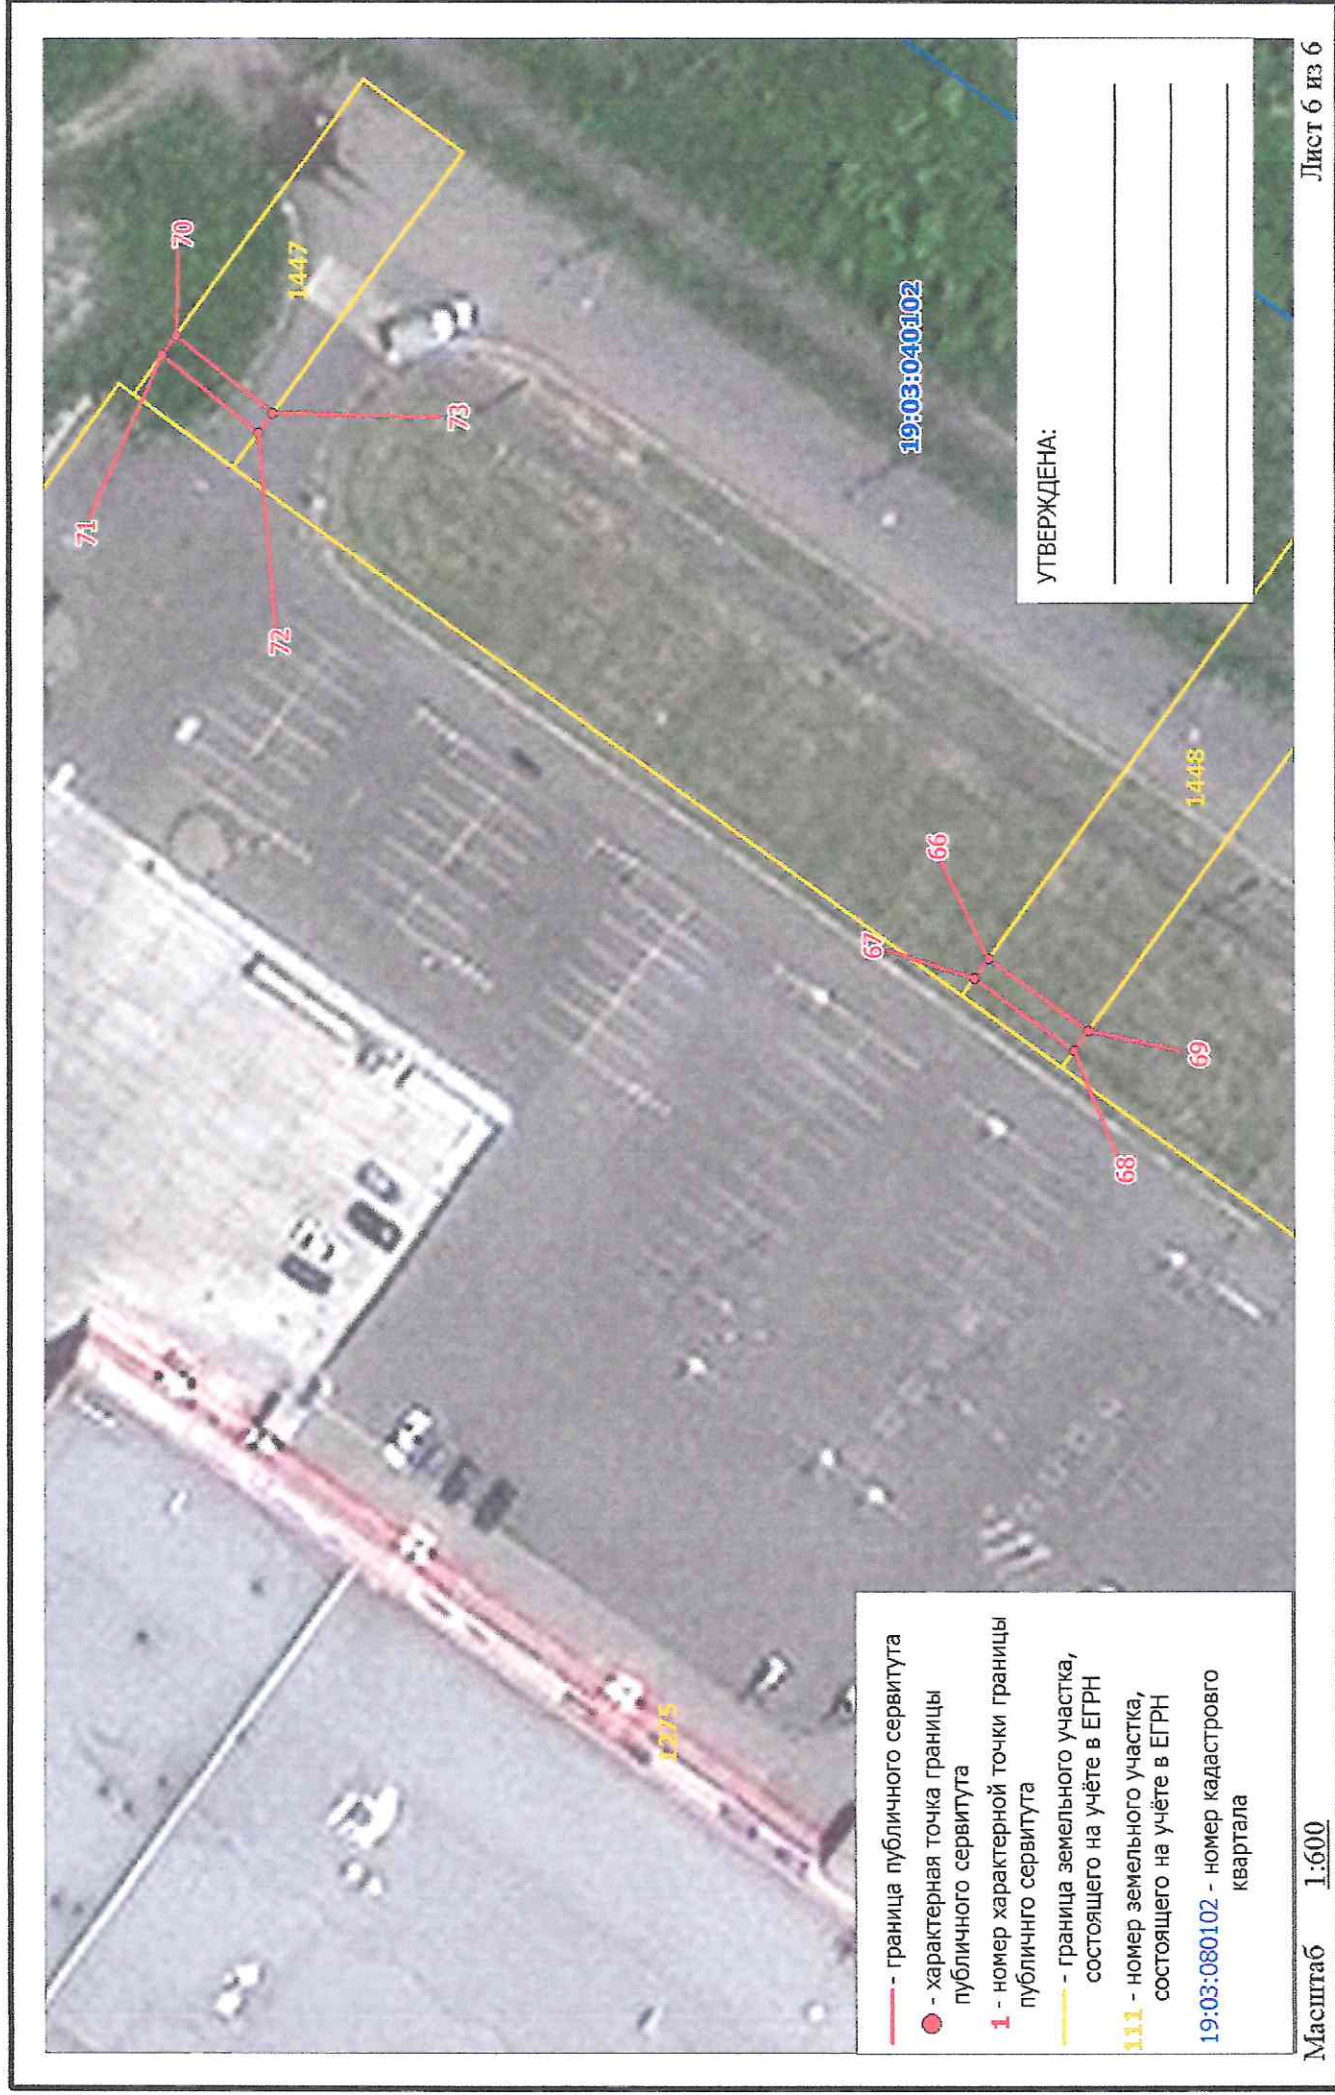 71
70
1447
72
73
19:03:040102
67
66
1448
68
69
1275
УТВЕРЖДЕНА:
- граница публичного сервитута
- характерная точка границы
публичного сервитута
1 - номер характерной точки границы
публичнго сервитута
- граница земельного участка,
состоящего на учёте в ЕГРН
111 - номер земельного участка,
состоящего на учёте в ЕГРН
19:03:080102 - номер кадастрово
квартала
Масштаб 1:600
Лист 6 из 6